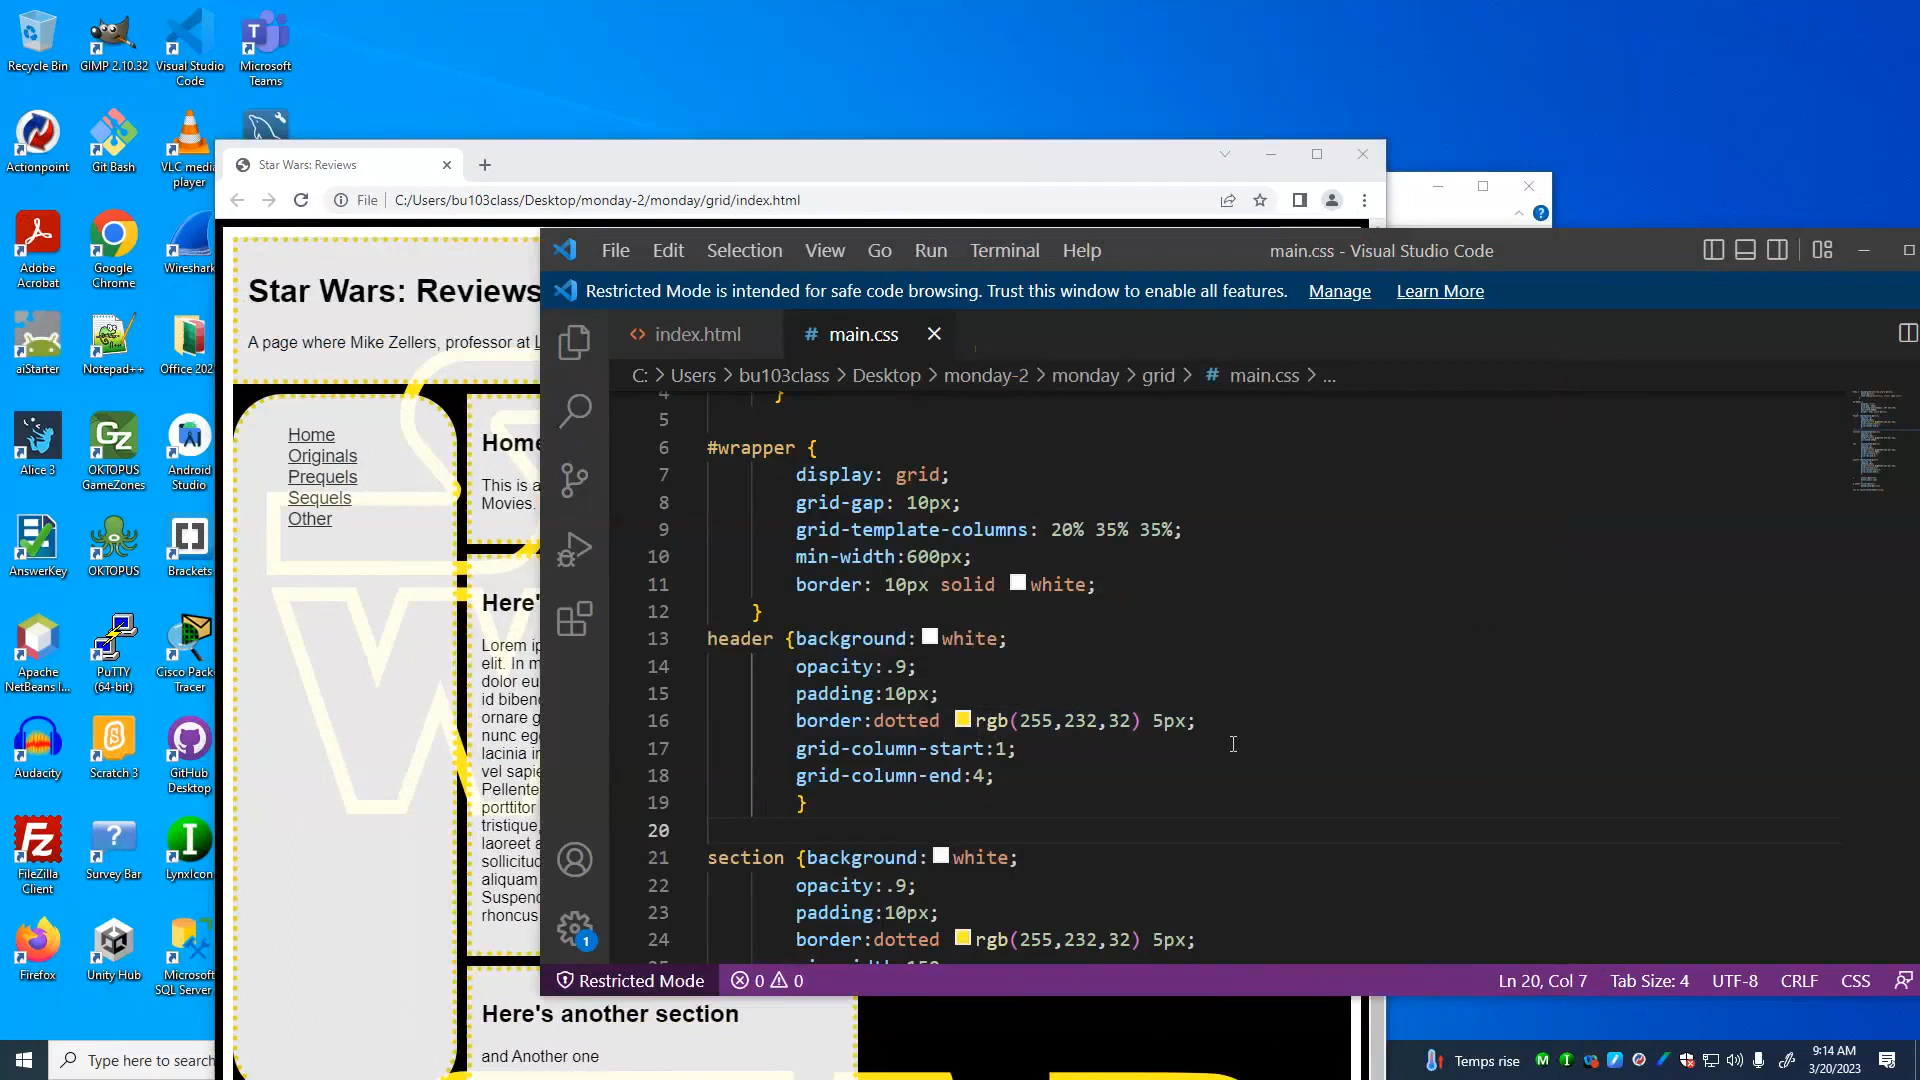 Recycle Bin
GIMP 2.10.32
Visual Studio
Code
Microsoft
Teams
Actionpoint
Git Bash
VLC media
player
Adobe
Acrobat
Google
Chrome
Wireshark
aiStarter
Notepad++
Office 202
Alice 3
OKTOPUS
GameZones
Android
Studio
AnswerKey
OKTOPUS
Brackets
Apache
NetBeans I...
PuTTY
(64-bit)
Cisco Pack
Tracer
Audacity
Scratch 3
GitHub
Desktop
FileZilla
Client
Survey Bar
LynxIcon
Firefox
Unity Hub
Microsoft
SQL Server
Star Wars: Reviews
File
C:/Users/bu103class/Desktop/monday-2/monday/grid/index.html
Star Wars: Reviews
A page where Mike Zellers, professor at L
Home
Originals
Prequels
Sequels
Other
Home
This is a
Movies.
Here'
Lorem ip
elit. In m
dolor eu
id bibend
ornare g
nunc eg
lacinia in
vel sapie
Pellente
porttitor
tristique,
laoreet a
sollicitud
aliquam
Suspend
rhoncus
Here's another section
and Another one
File Edit Selection View Go Run Terminal Help
main.css - Visual Studio Code
Restricted Mode is intended for safe code browsing. Trust this window to enable all features. Manage Learn More
<> index.html
# main.css
C: > Users > bu103class > Desktop > monday-2 > monday > grid > # main.css > ...
4 }
5
6 #wrapper {
7 display: grid;
8 grid-gap: 10px;
9 grid-template-columns: 20% 35% 35%;
10 min-width:600px;
11 border: 10px solid white;
12 }
13 header {background: white;
14 opacity:.9;
15 padding:10px;
16 border:dotted rgb(255,232,32) 5px;
17 grid-column-start:1;
18 grid-column-end:4;
19 }
20
21 section {background: white;
22 opacity:.9;
23 padding:10px;
24 border:dotted rgb(255,232,32) 5px;
1
Restricted Mode
0 0
Ln 20, Col 7 Tab Size: 4 UTF-8 CRLF CSS
Type here to search
Temps rise
9:14 AM
3/20/2023